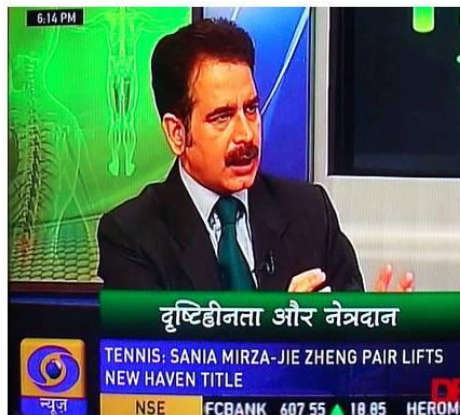 6:14 PM
दृष्टिहीनता और नेत्रदान
TENNIS: SANIA MIRZA-JIE ZHENG PAIR LIFTS
NEW HAVEN TITLE
न्यूज़
NSE FCBANK 607 55 ▲ 18 85 HEROM